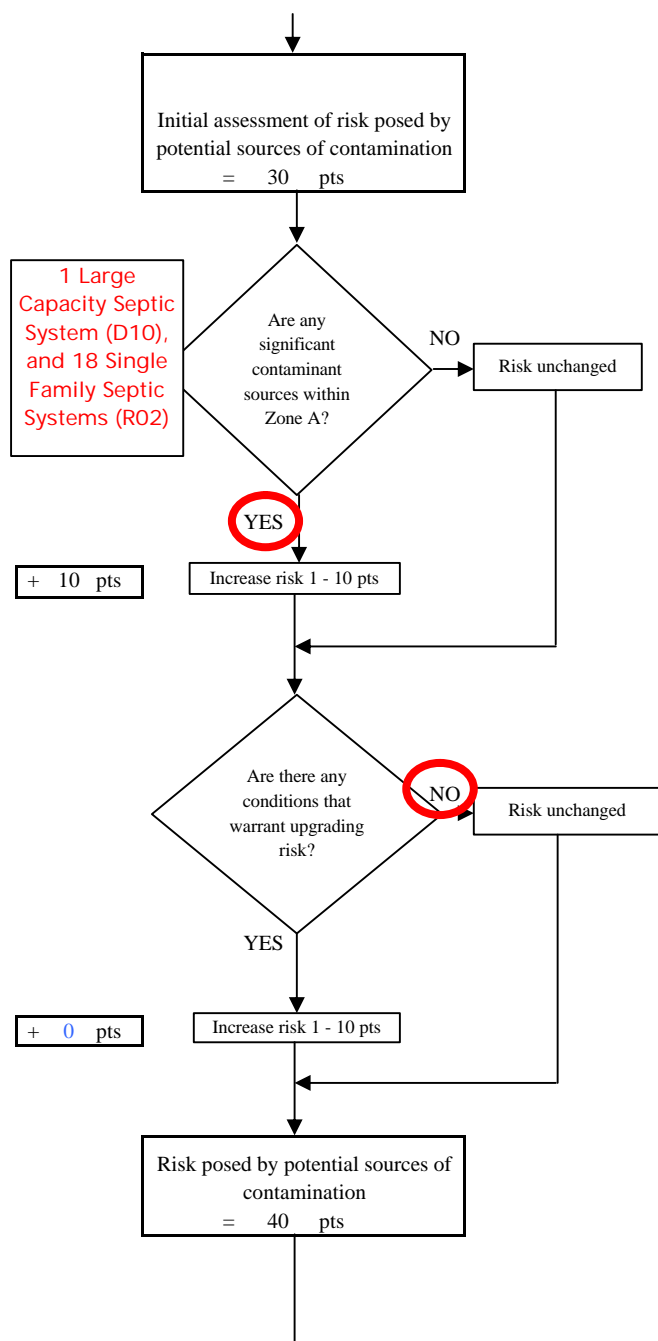 Initial assessment of risk posed by
potential sources of contamination
= 30 pts
1 Large
Capacity Septic
System (D10),
and 18 Single
Family Septic
Systems (R02)
Are any
significant
contaminant
sources within
Zone A?
NO
Risk unchanged
YES
+ 10 pts
Increase risk 1 - 10 pts
Are there any
conditions that
warrant upgrading
risk?
NO
Risk unchanged
YES
+ 0 pts
Increase risk 1 - 10 pts
Risk posed by potential sources of
contamination
= 40 pts